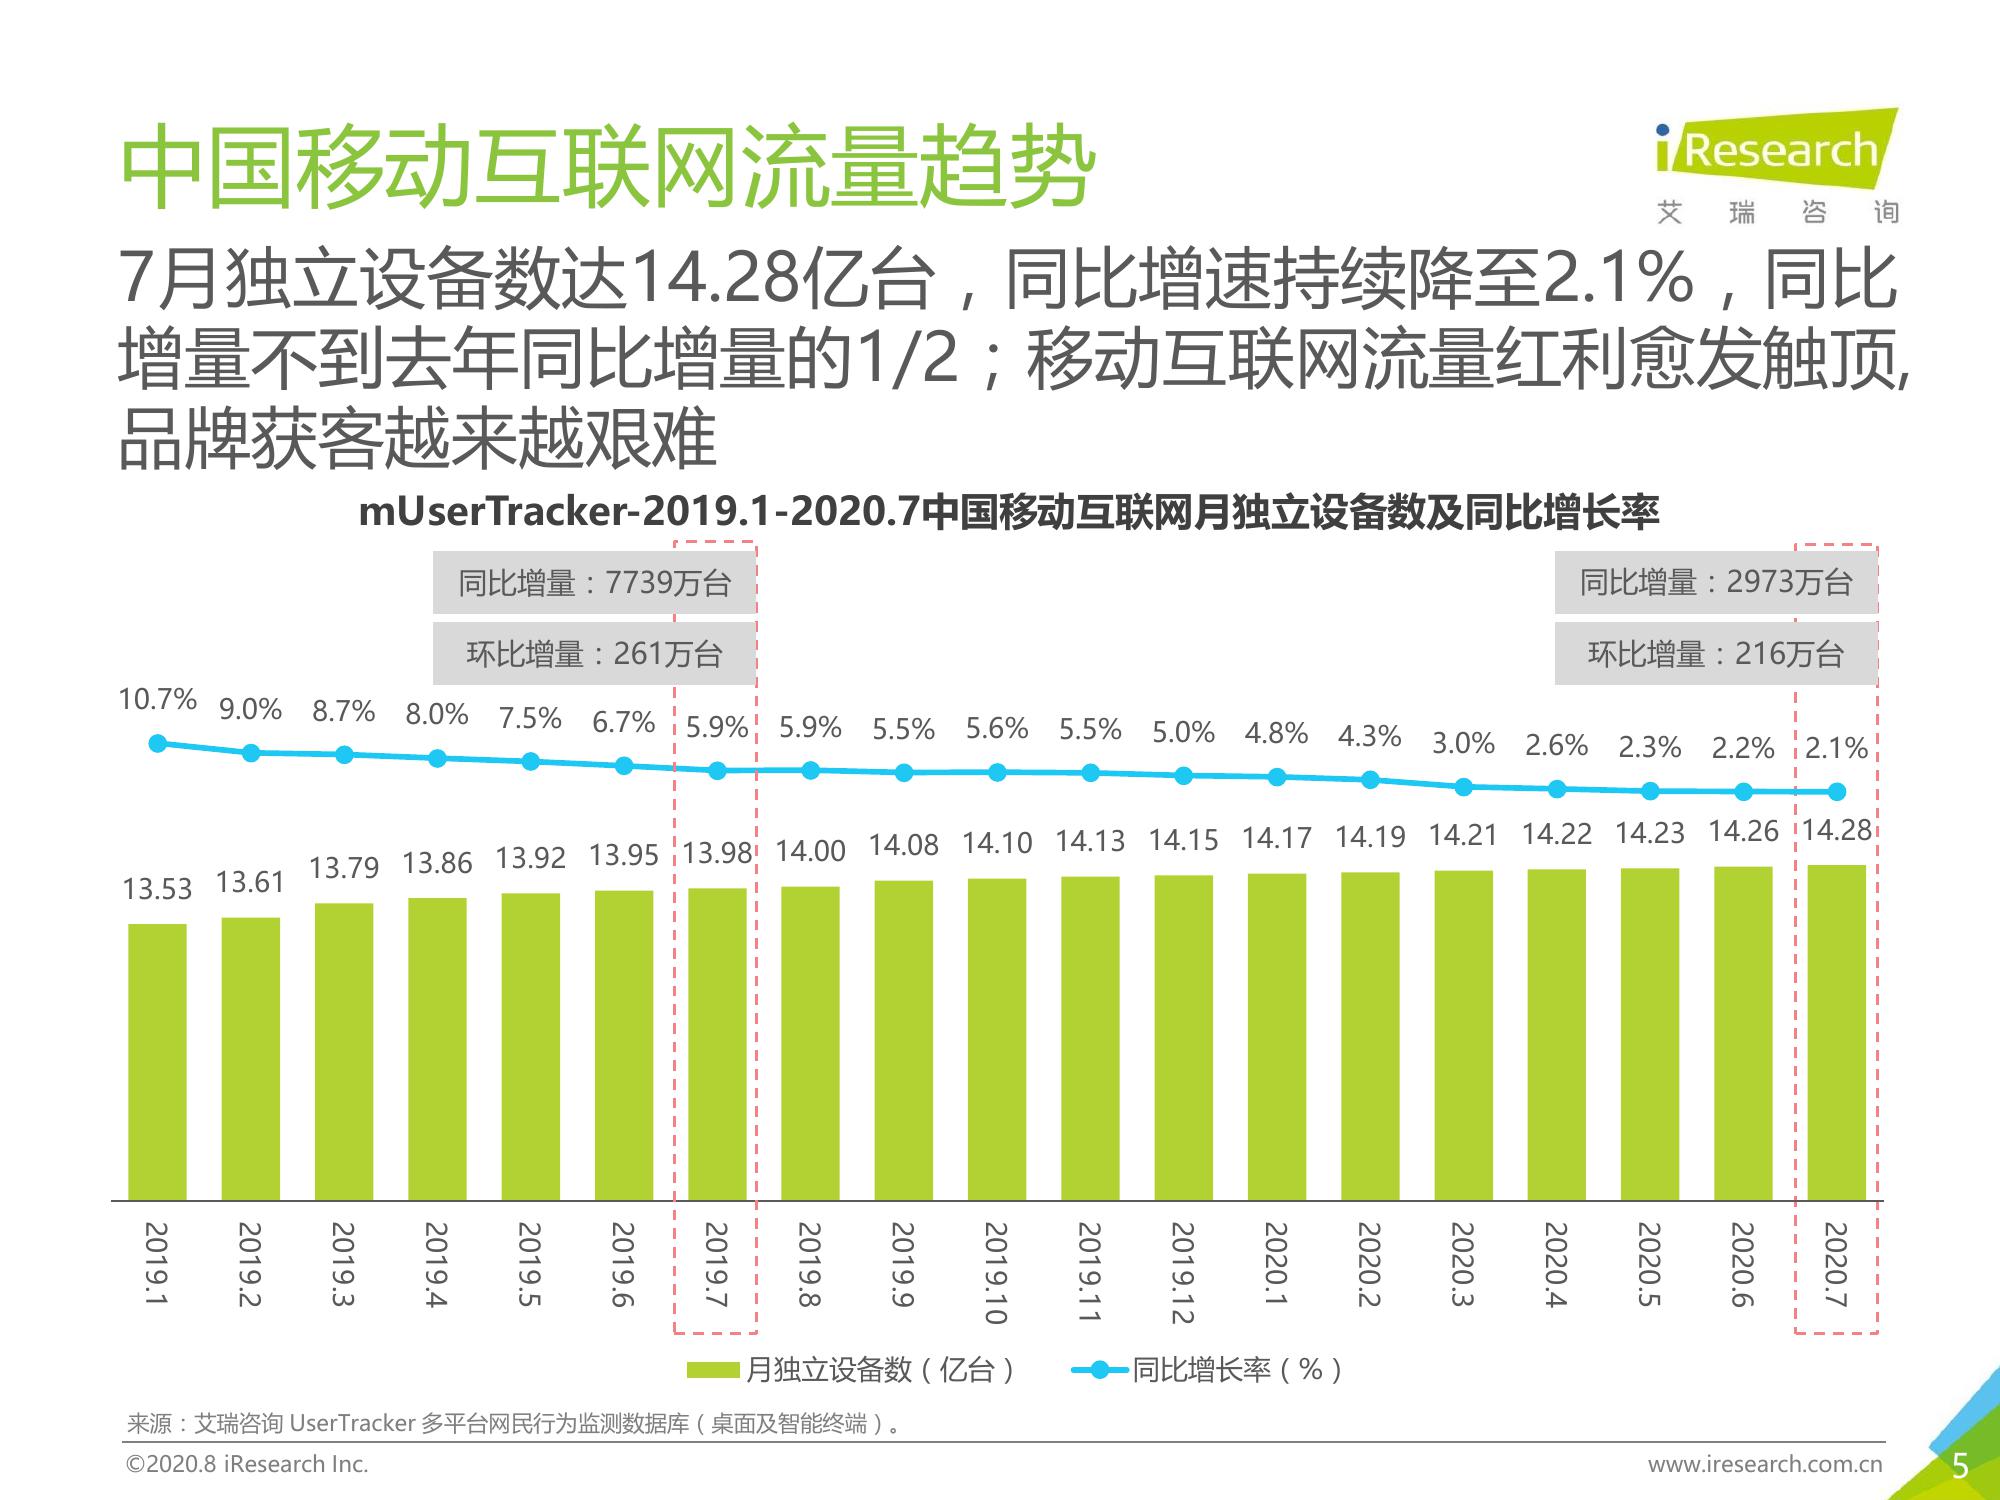 中国移动互联网流量趋势
iResearch
艾瑞咨询
7月独立设备数达14.28亿台，同比增速持续降至2.1%，同比
增量不到去年同比增量的1/2；移动互联网流量红利愈发触顶,
品牌获客越来越艰难
mUserTracker-2019.1-2020.7中国移动互联网月独立设备数及同比增长率
同比增量：7739万台
环比增量：261万台
同比增量：2973万台
环比增量：216万台
10.7% 9.0% 8.7% 8.0% 7.5% 6.7% 5.9% 5.9% 5.5% 5.6% 5.5% 5.0% 4.8% 4.3% 3.0% 2.6% 2.3% 2.2% 2.1%
13.53 13.61 13.79 13.86 13.92 13.95 13.98 14.00 14.08 14.10 14.13 14.15 14.17 14.19 14.21 14.22 14.23 14.26 14.28
2019.1 2019.2 2019.3 2019.4 2019.5 2019.6 2019.7 2019.8 2019.9 2019.10 2019.11 2019.12 2020.1 2020.2 2020.3 2020.4 2020.5 2020.6 2020.7
月独立设备数（亿台） 同比增长率（%）
来源：艾瑞咨询 UserTracker 多平台网民行为监测数据库（桌面及智能终端）。
©2020.8 iResearch Inc.
www.iresearch.com.cn
5